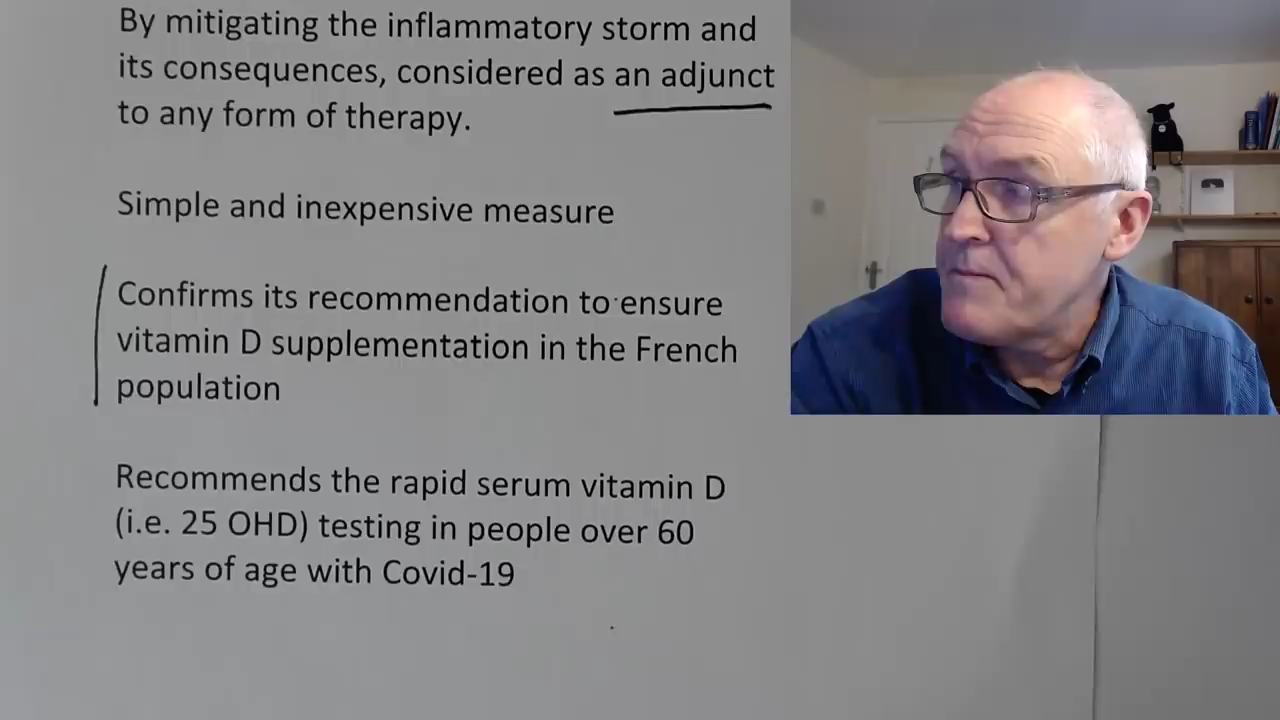 By mitigating the inflammatory storm and
its consequences, considered as an adjunct
to any form of therapy.
Simple and inexpensive measure
Confirms its recommendation to ensure
vitamin D supplementation in the French
population
Recommends the rapid serum vitamin D
(i.e. 25 OHD) testing in people over 60
years of age with Covid-19